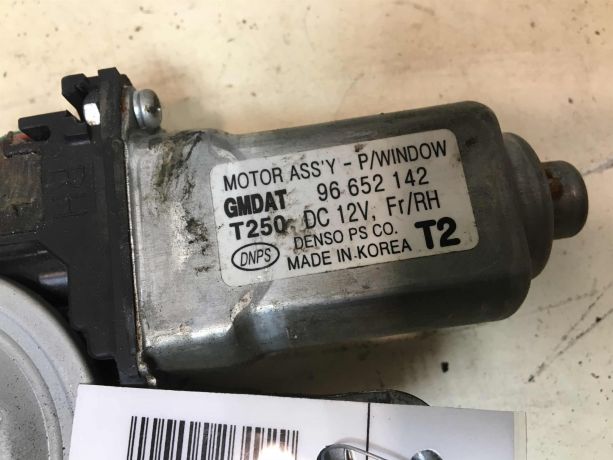 MOTOR ASS'Y - P/WINDOW
GMDAT 96 652 142
T250 DC 12V, Fr/RH
DENSO PS CO. T2
DNPS MADE IN KOREA
RH